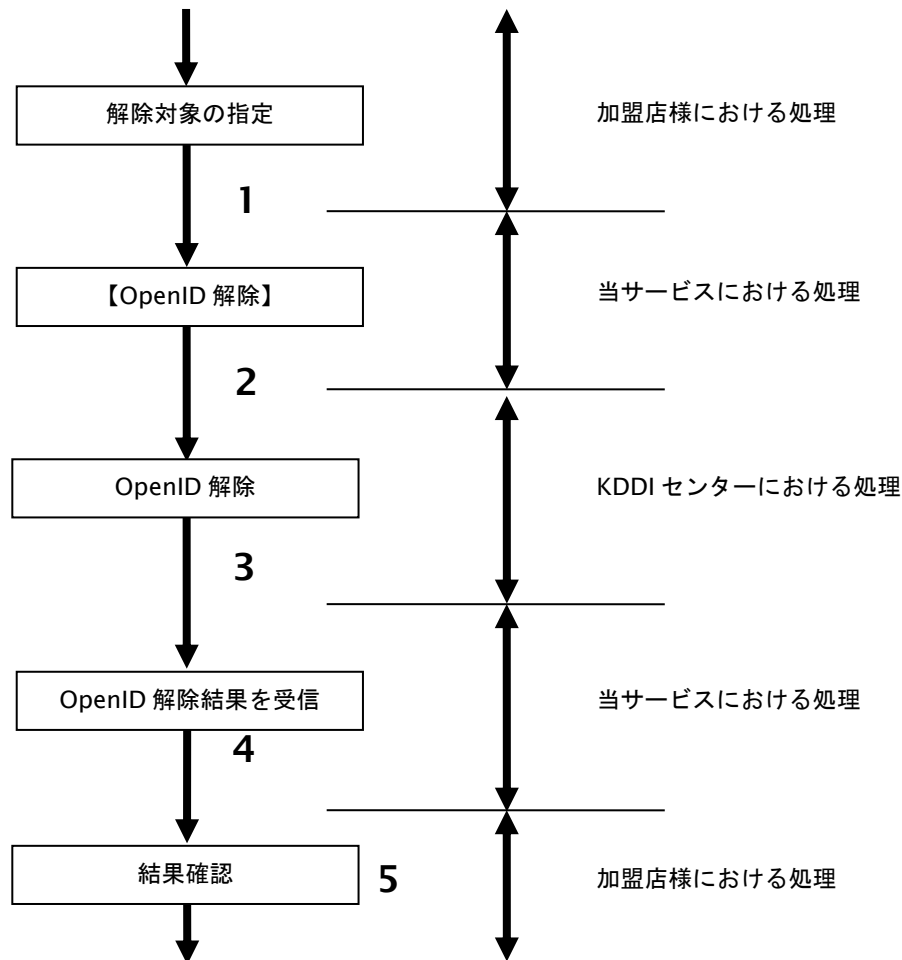 解除対象の指定
加盟店様における処理
1
【OpenID 解除】
当サービスにおける処理
2
OpenID 解除
KDDI センターにおける処理
3
OpenID 解除結果を受信
当サービスにおける処理
4
結果確認
5
加盟店様における処理